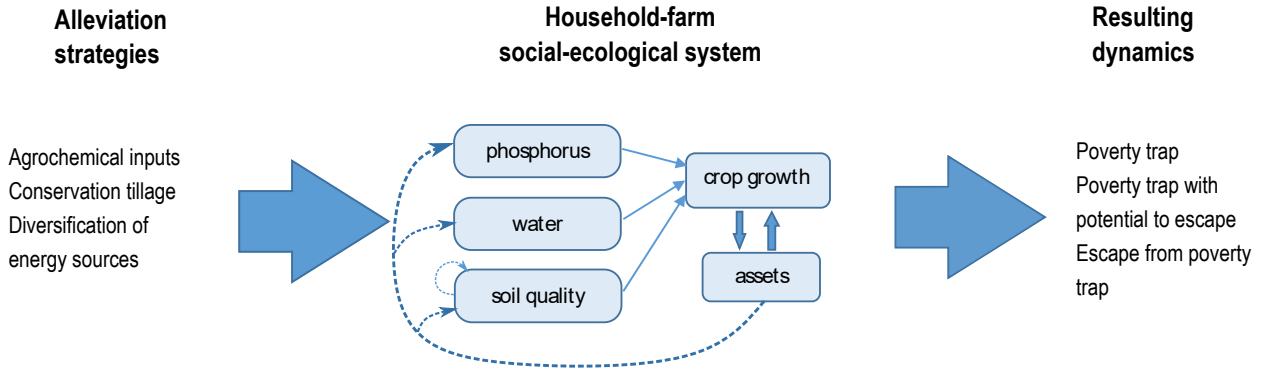 Alleviation
strategies
Household-farm
social-ecological system
Resulting
dynamics
Agrochemical inputs
Conservation tillage
Diversification of
energy sources
phosphorus
water
soil quality
crop growth
assets
Poverty trap
Poverty trap with
potential to escape
Escape from poverty
trap